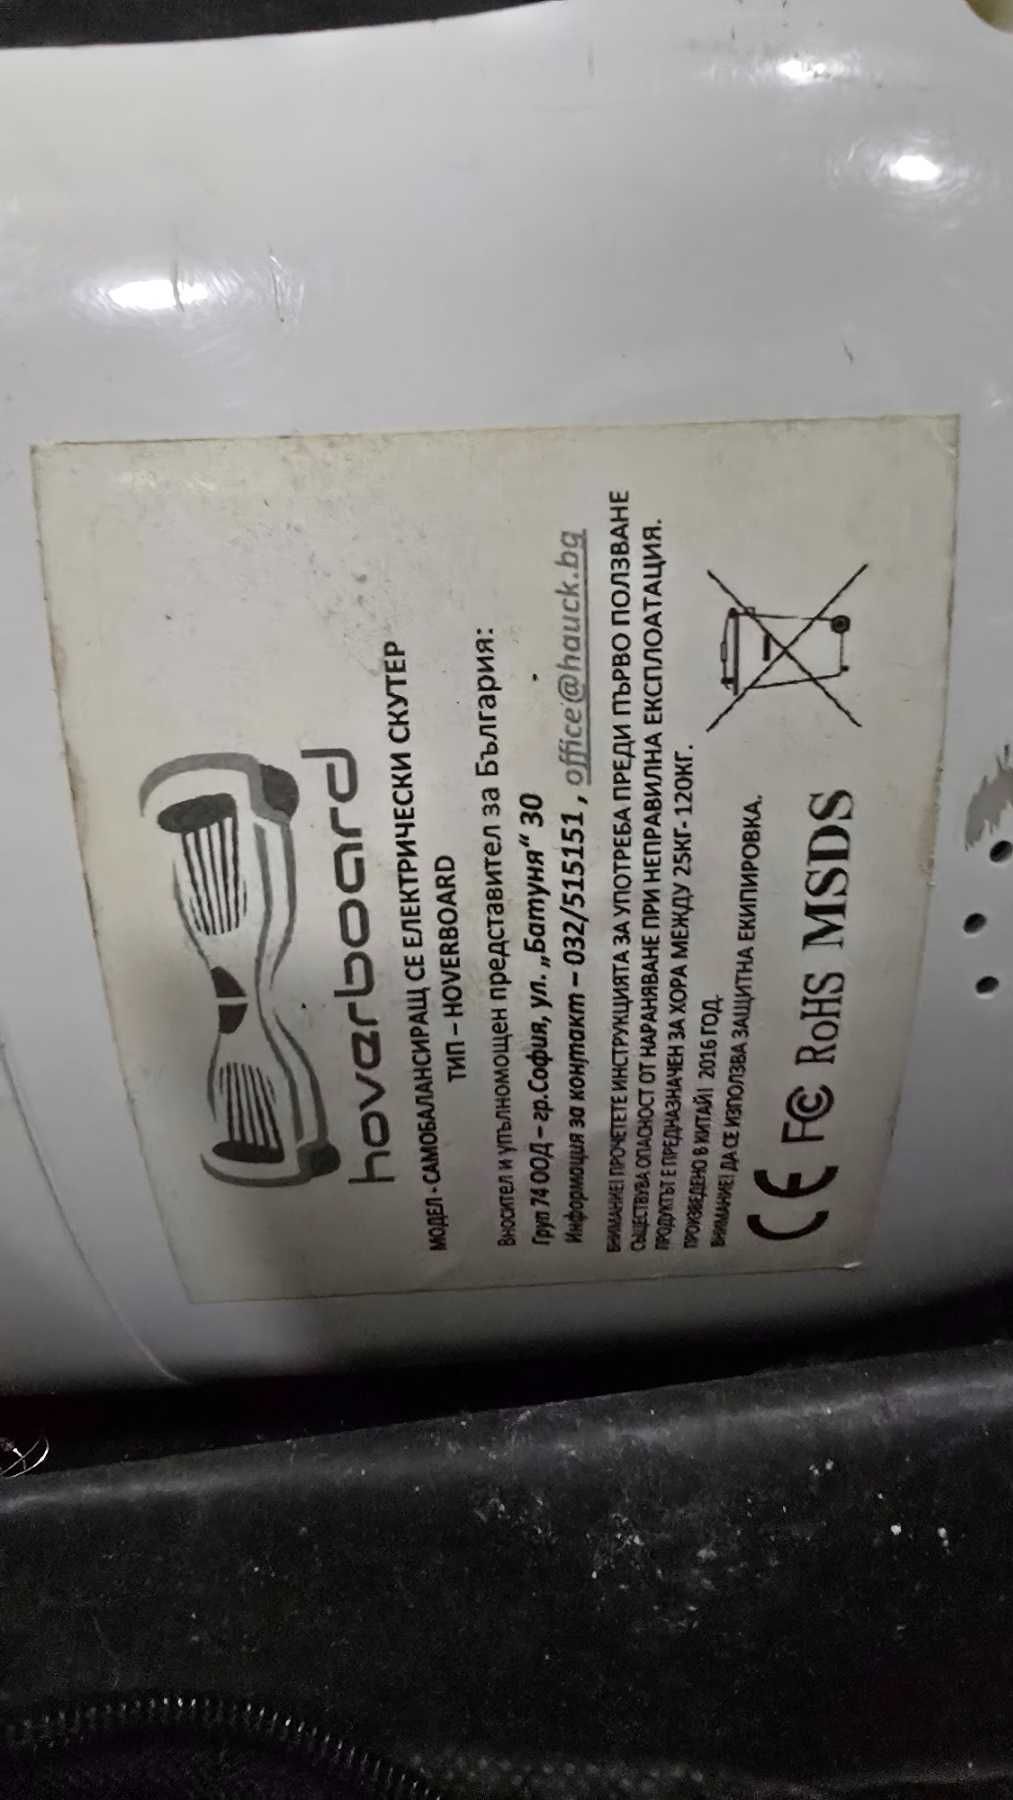 hoverboard
МОДЕЛ - САМОБАЛАНСИРАЩ СЕ ЕЛЕКТРИЧЕСКИ СКУТЕР
ТИП – HOVERBOARD
Вносител и упълномощен представител за България:
Груп 74 ООД – гр.София, ул. „Батуня“ 30
Информация за контакт – 032/515151 , office@hauck.bg
ВНИМАНИЕ! ПРОЧЕТЕТЕ ИНСТРУКЦИЯТА ЗА УПОТРЕБА ПРЕДИ ПЪРВО ПОЛЗВАНЕ
СЪЩЕСТВУВА ОПАСНОСТ ОТ НАРАНЯВАНЕ ПРИ НЕПРАВИЛНА ЕКСПЛОАТАЦИЯ.
ПРОДУКТЪТ Е ПРЕДНАЗНАЧЕН ЗА ХОРА МЕЖДУ 25КГ- 120КГ.
ПРОИЗВЕДЕНО В КИТАЙ! 2016 ГОД.
ВНИМАНИЕ! ДА СЕ ИЗПОЛЗВА ЗАЩИТНА ЕКИПИРОВКА.
CE FC RoHS MSDS